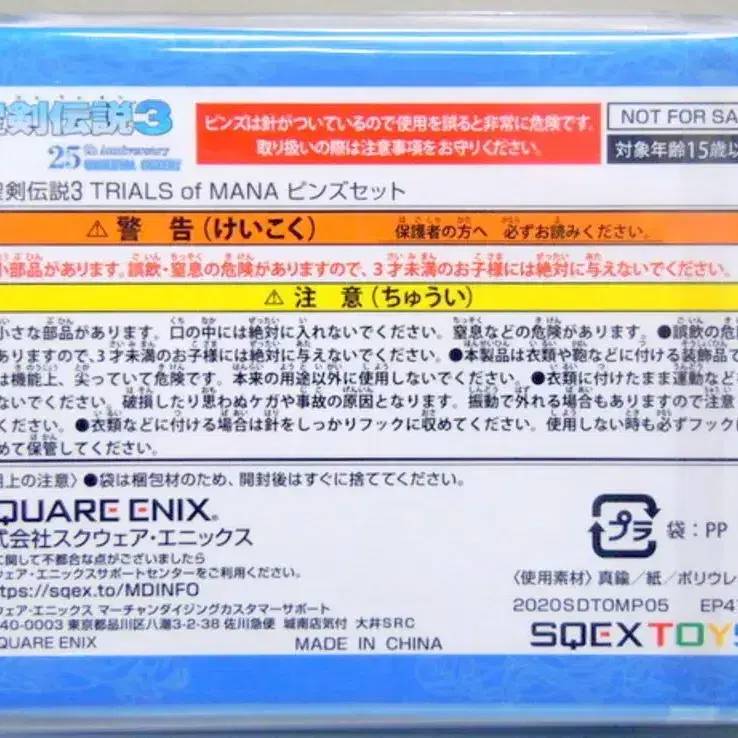 聖剣伝説3
25th Anniversary
ピンズは針がついているので使用を誤ると非常に危険です。
取り扱いの際は注意事項をお守りください。
NOT FOR SA
対象年齢15歳以
聖剣伝説3 TRIALS of MANA ピンズセット
⚠ 警 告(けいこく) 保護者の方へ 必ずお読みください。
小部品があります。誤飲・窒息の危険がありますので、3才未満のお子様には絶対に与えないでください。
⚠ 注 意(ちゅうい)
小さな部品があります。口の中には絶対に入れないでください。窒息などの危険があります。●誤飲の危
ありますので、3才未満のお子様には絶対に与えないでください。●本製品は衣類や鞄などに付ける装飾品で
は機能上、尖っていて危険です。本来の用途以外に使用しないでください。●衣類に付けたまま運動など
ないでください。破損したり思わぬケガや事故の原因となります。振動で外れる場合もありますので注意
ください。●衣類などに付ける場合は針をしっかりフックに収めてください。使用しない時も必ずフックに
めて保管してください。
用上の注意〉●袋は梱包材のため、開封後はすぐに捨ててください。
QUARE ENIX®
式会社スクウェア・エニックス
に関して不都合な点がございましたら
ウェア・エニックスサポートセンターをご利用ください。
tps://sqex.to/MDINFO
ウェア・エニックス マーチャンダイジングカスタマーサポート
40-0003 東京都品川区八潮3-2-38 佐川急便 城南店気付 大井SRC
QUARE ENIX
MADE IN CHINA
プラ 袋：PP
〈使用素材〉真鍮／紙／ポリウレ
2020SDTOMP05 EP4
SQEX TOYS